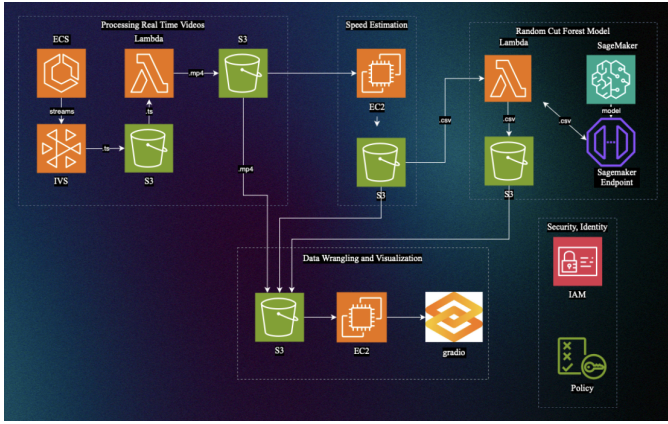 Processing Real Time Videos
ECS
Lambda
S3
streams
.ts
.mp4
IVS
.ts
S3
.mp4
Speed Estimation
EC2
.csv
S3
Random Cut Forest Model
Lambda
SageMaker
model
.csv
.csv
Sagemaker
Endpoint
S3
Data Wrangling and Visualization
S3
EC2
gradio
Security, Identity
IAM
Policy